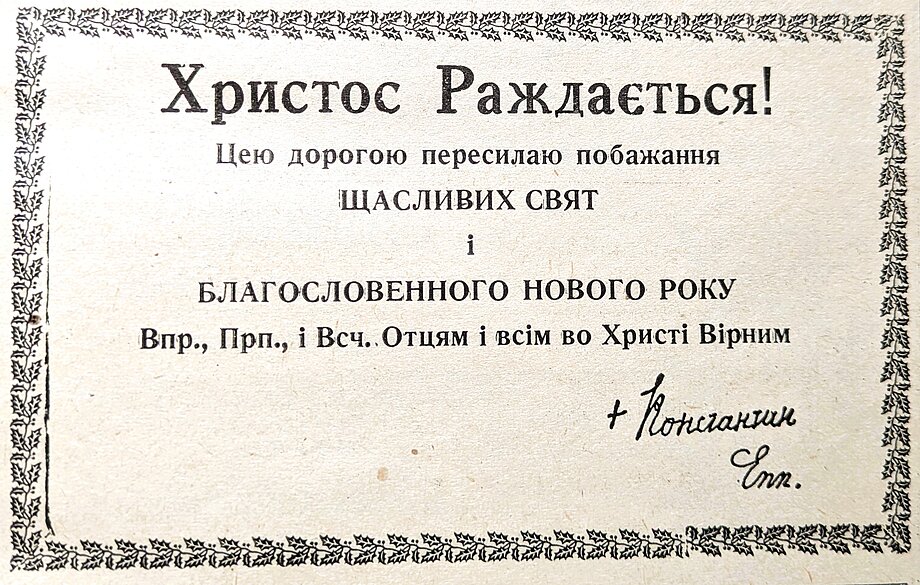 Христос Раждається!
Цею дорогою пересилаю побажання
ЩАСЛИВИХ СВЯТ
і
БЛАГОСЛОВЕННОГО НОВОГО РОКУ
Впр., Прп., і Всч. Отцям і всім во Христі Вірним
+ Константин
Епп.